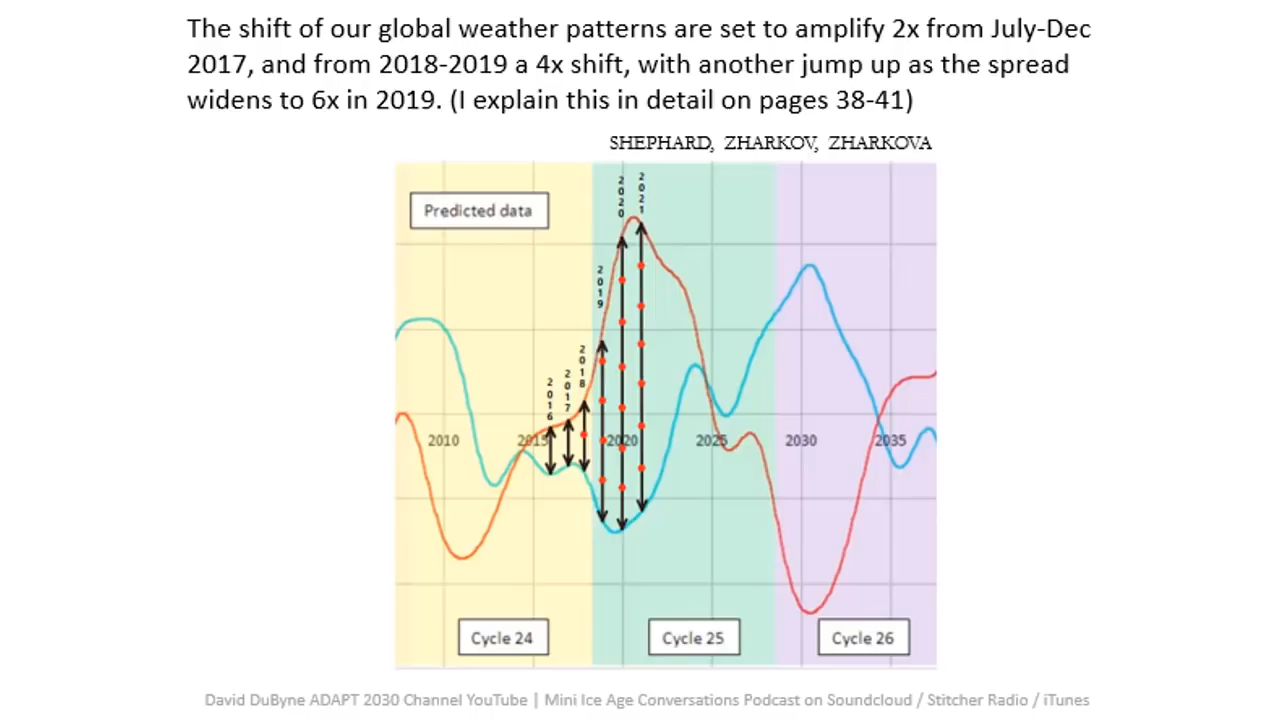 The shift of our global weather patterns are set to amplify 2x from July-Dec
2017, and from 2018-2019 a 4x shift, with another jump up as the spread
widens to 6x in 2019. (I explain this in detail on pages 38-41)
SHEPHARD, ZHARKOV, ZHARKOVA
Predicted data
2016
2017
2018
2019
2020
2021
2010
2015
2020
2025
2030
2035
Cycle 24
Cycle 25
Cycle 26
David DuByne ADAPT 2030 Channel YouTube | Mini Ice Age Conversations Podcast on Soundcloud / Stitcher Radio / iTunes